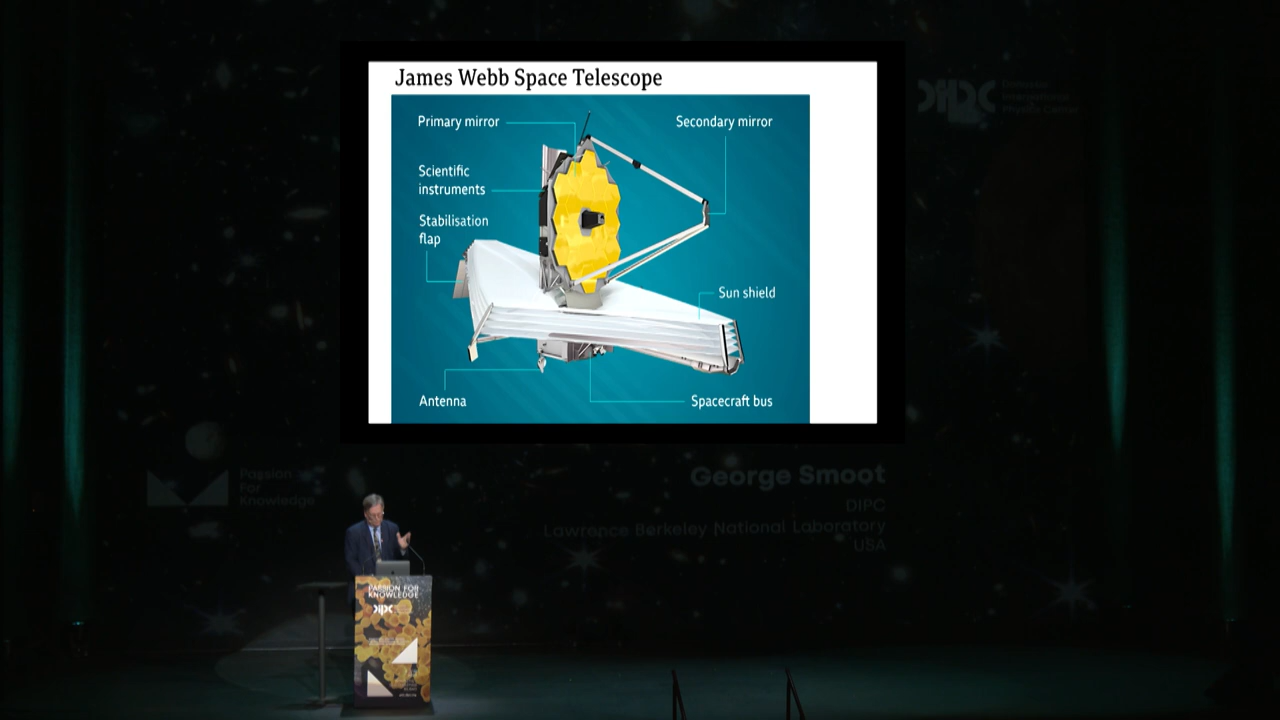 James Webb Space Telescope
Primary mirror
Secondary mirror
Scientific
instruments
Stabilisation
flap
Sun shield
Antenna
Spacecraft bus
DIPC
Passion
For
Knowledge
George Smoot
DIPC
Lawrence Berkeley National Laboratory
USA
PASSION FOR
KNOWLEDGE
DIPC